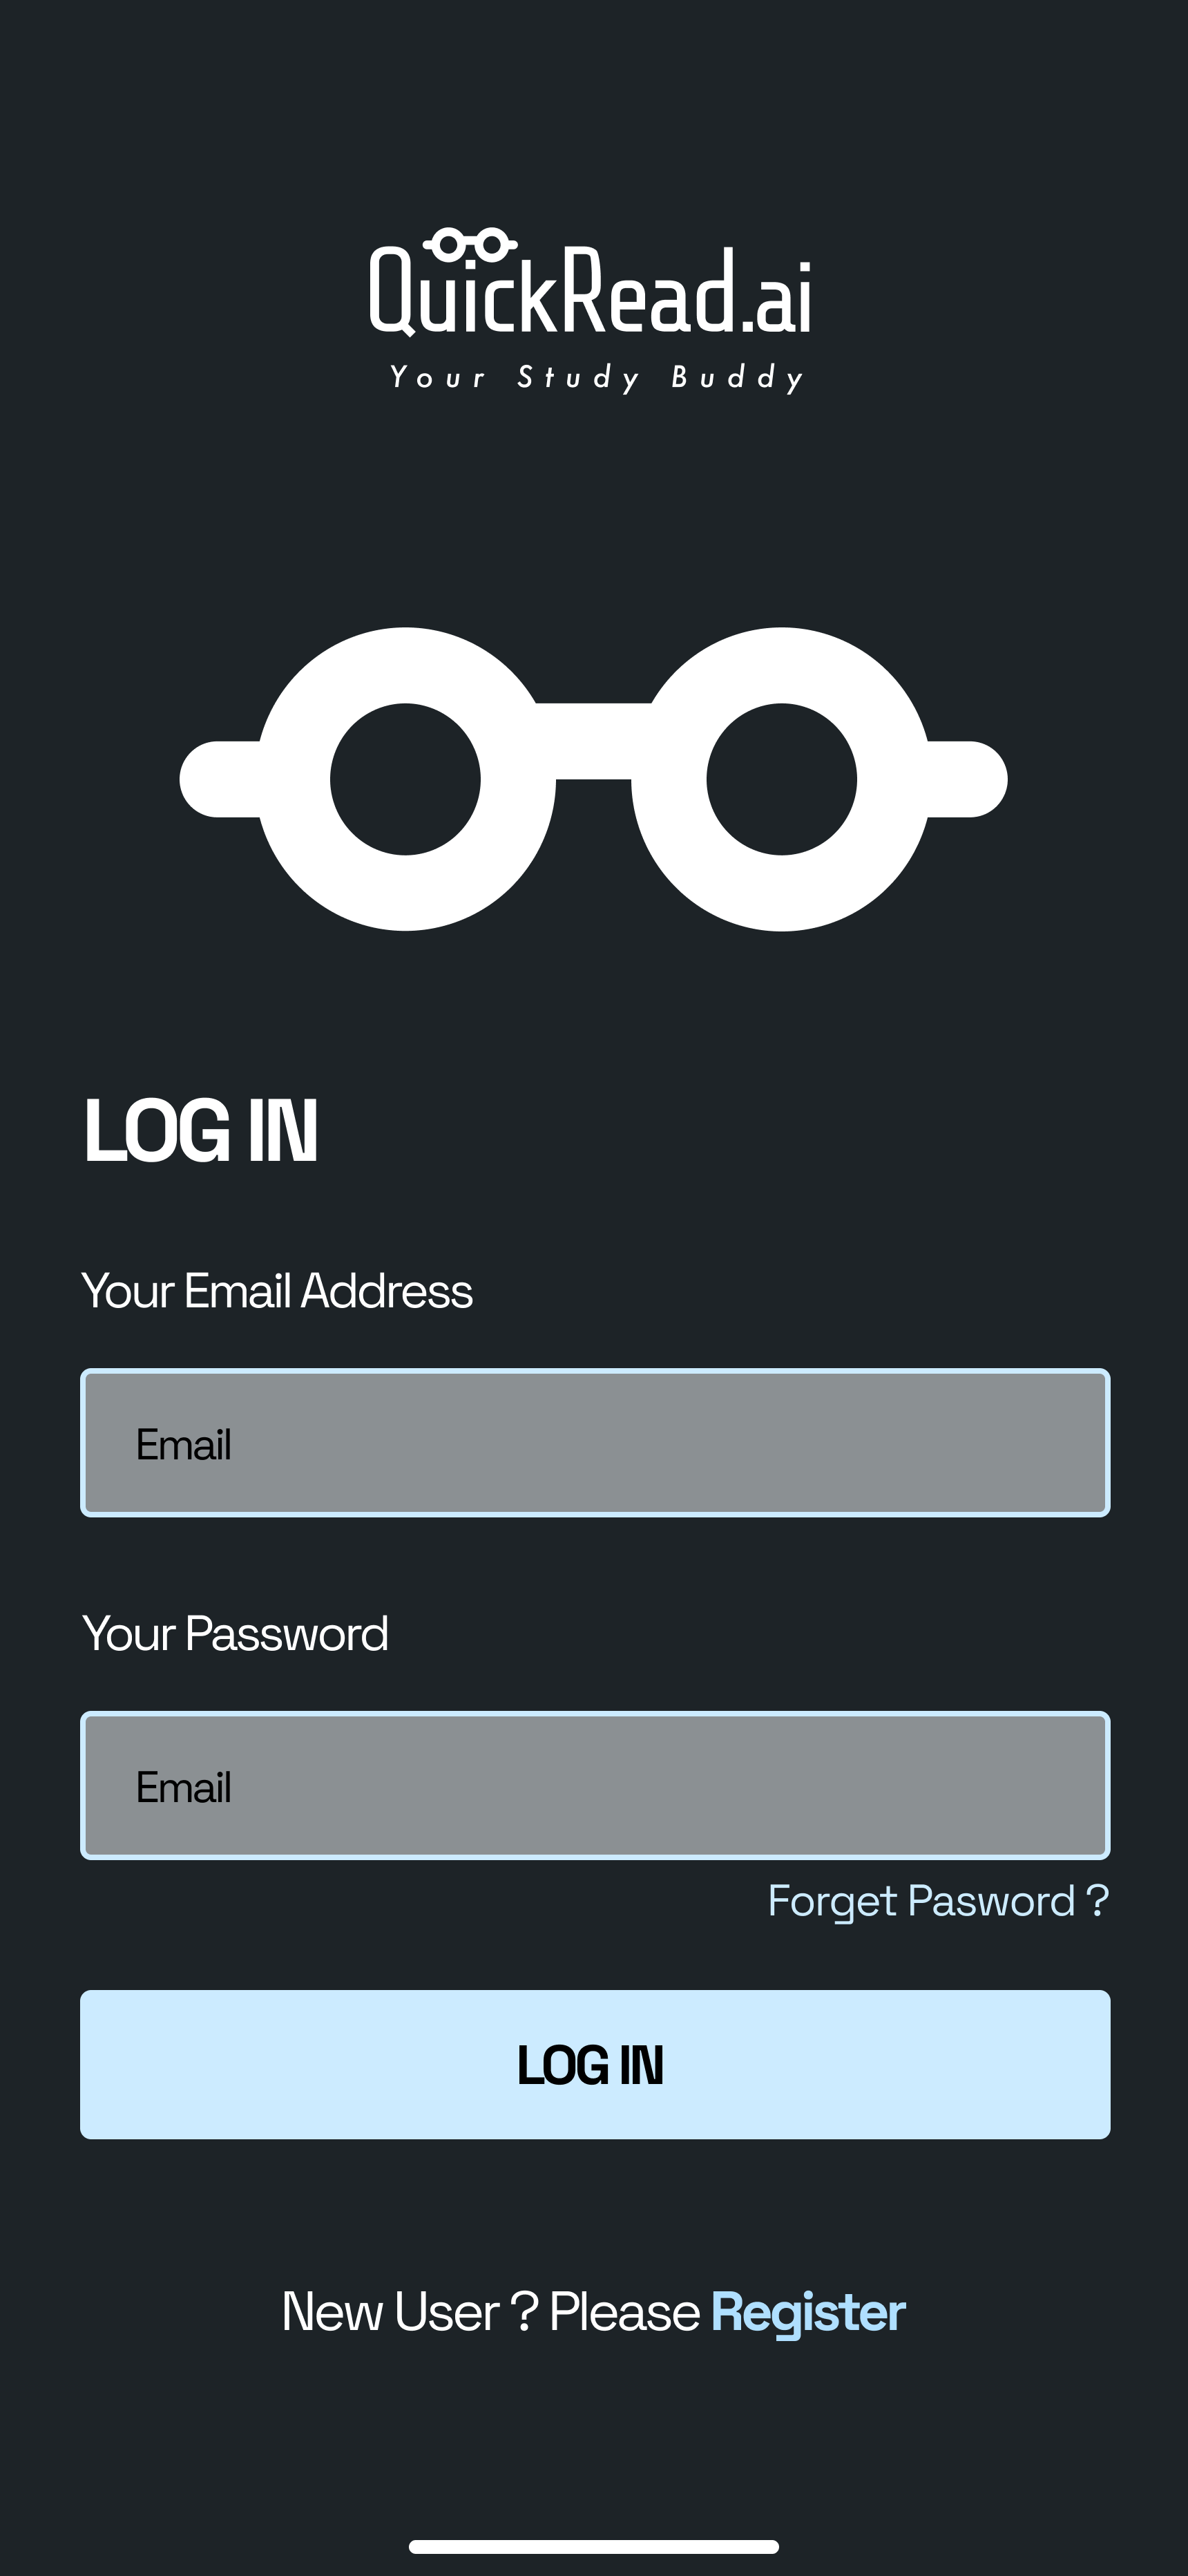 QuickRead.ai
Your Study Buddy
LOG IN
Your Email Address
Email
Your Password
Email
Forget Pasword ?
LOG IN
New User ? Please Register